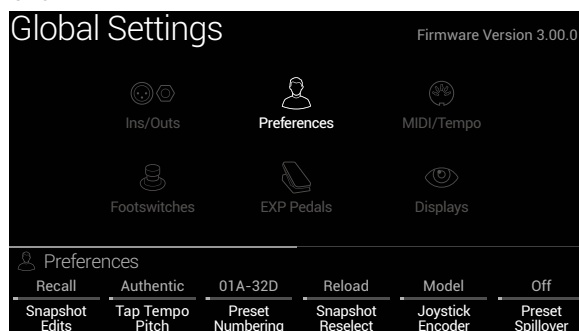 Global Settings
Firmware Version 3.00.0
Ins/Outs
Preferences
MIDI/Tempo
Footswitches
EXP Pedals
Displays
Preferences
Recall
Authentic
01A-32D
Reload
Model
Off
Snapshot
Edits
Tap Tempo
Pitch
Preset
Numbering
Snapshot
Reselect
Joystick
Encoder
Preset
Spillover